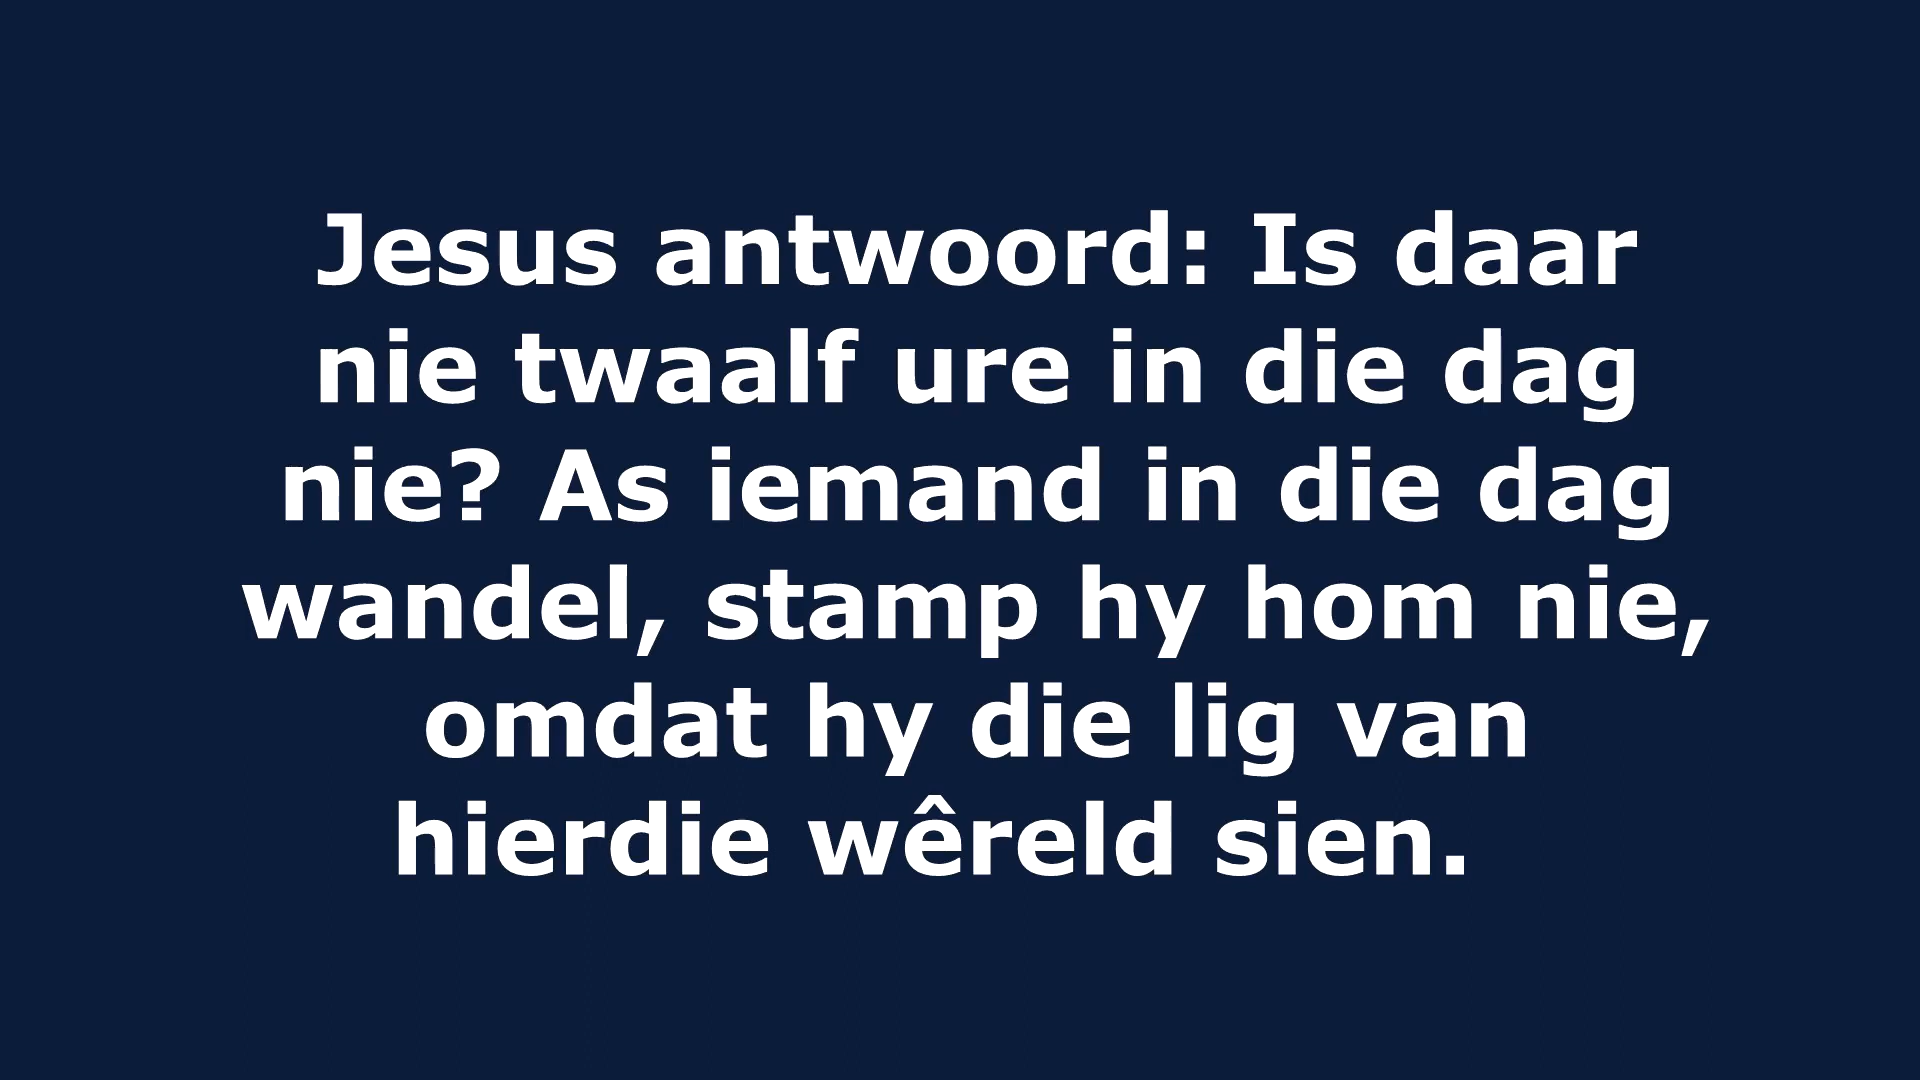 Jesus antwoord: Is daar
nie twaalf ure in die dag
nie? As iemand in die dag
wandel, stamp hy hom nie,
omdat hy die lig van
hierdie wêreld sien.